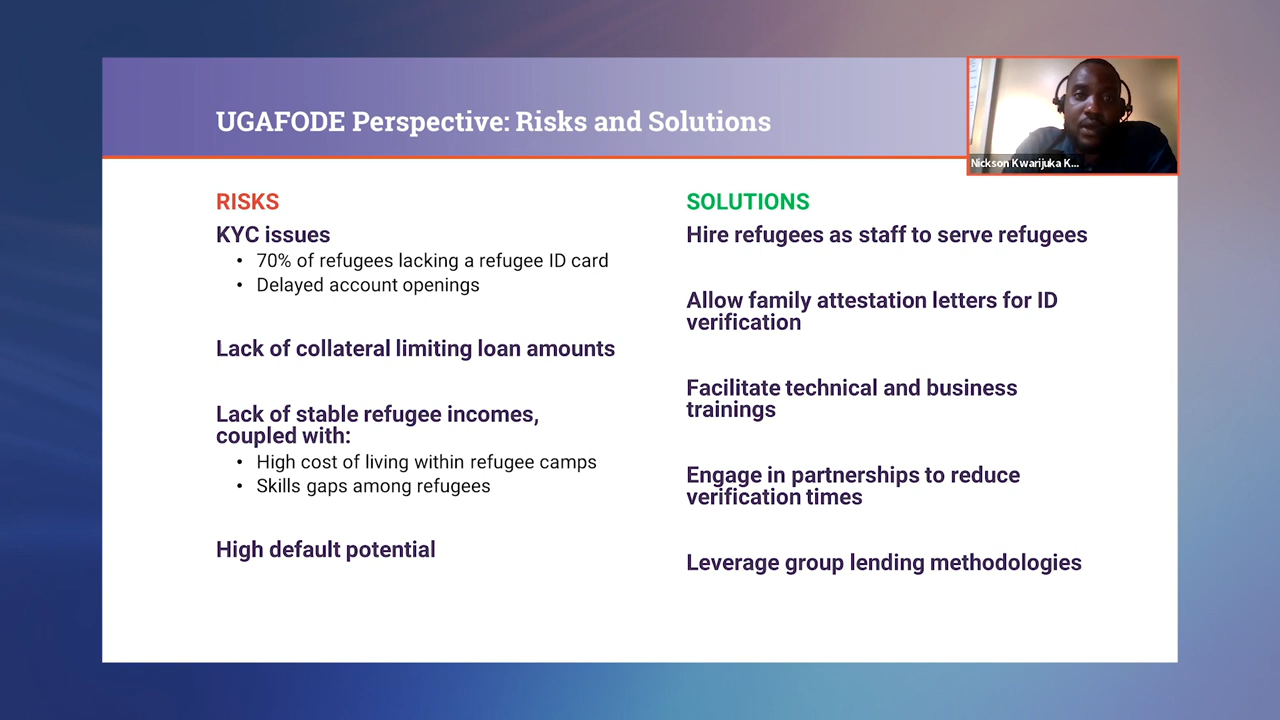 UGAFODE Perspective: Risks and Solutions
Nickson Kwarijuka K...
RISKS
KYC issues
• 70% of refugees lacking a refugee ID card
• Delayed account openings
Lack of collateral limiting loan amounts
Lack of stable refugee incomes,
coupled with:
• High cost of living within refugee camps
• Skills gaps among refugees
High default potential
SOLUTIONS
Hire refugees as staff to serve refugees
Allow family attestation letters for ID
verification
Facilitate technical and business
trainings
Engage in partnerships to reduce
verification times
Leverage group lending methodologies